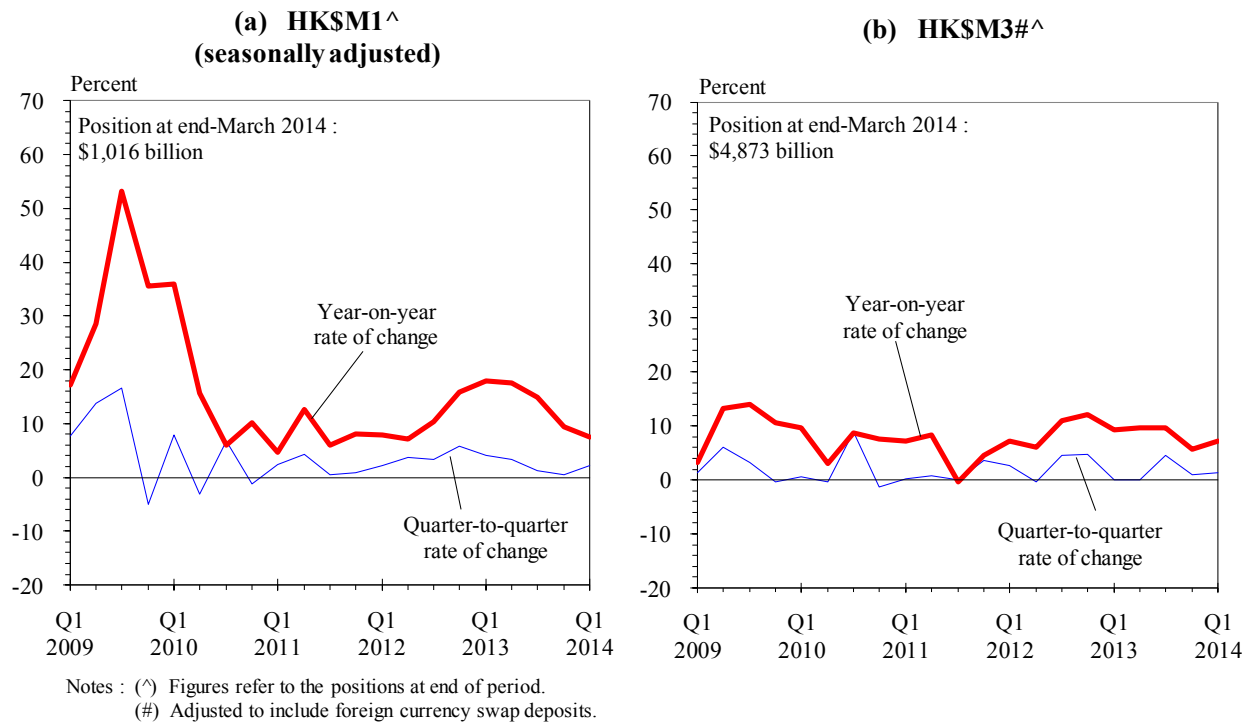 (a) HK$M1^
(seasonally adjusted)
Percent
70
60
50
40
30
20
10
0
-10
-20
Position at end-March 2014 :
$1,016 billion
Year-on-year
rate of change
Quarter-to-quarter
rate of change
Q1 Q1 Q1 Q1 Q1 Q1
2009 2010 2011 2012 2013 2014
(b) HK$M3#^
Percent
70
60
50
40
30
20
10
0
-10
-20
Position at end-March 2014 :
$4,873 billion
Year-on-year
rate of change
Quarter-to-quarter
rate of change
Q1 Q1 Q1 Q1 Q1 Q1
2009 2010 2011 2012 2013 2014
Notes : (^) Figures refer to the positions at end of period.
(#) Adjusted to include foreign currency swap deposits.